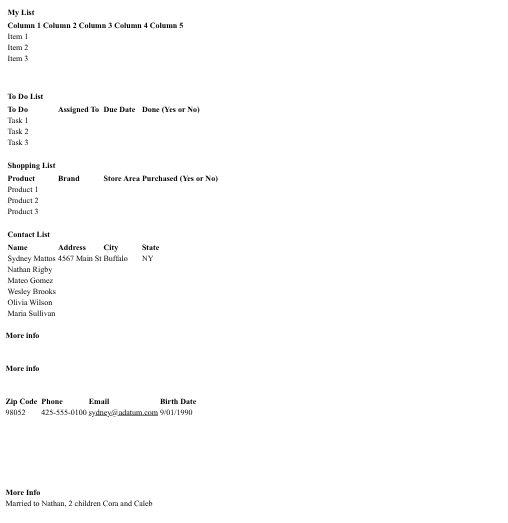 My List
Column 1 Column 2 Column 3 Column 4 Column 5
Item 1
Item 2
Item 3
To Do List
To Do Assigned To Due Date Done (Yes or No)
Task 1
Task 2
Task 3
Shopping List
Product Brand Store Area Purchased (Yes or No)
Product 1
Product 2
Product 3
Contact List
Name Address City State
Sydney Mattos 4567 Main St Buffalo NY
Nathan Rigby
Mateo Gomez
Wesley Brooks
Olivia Wilson
Maria Sullivan
More info
More info
Zip Code Phone Email Birth Date
98052 425-555-0100 sydney@adatum.com 9/01/1990
More Info
Married to Nathan, 2 children Cora and Caleb